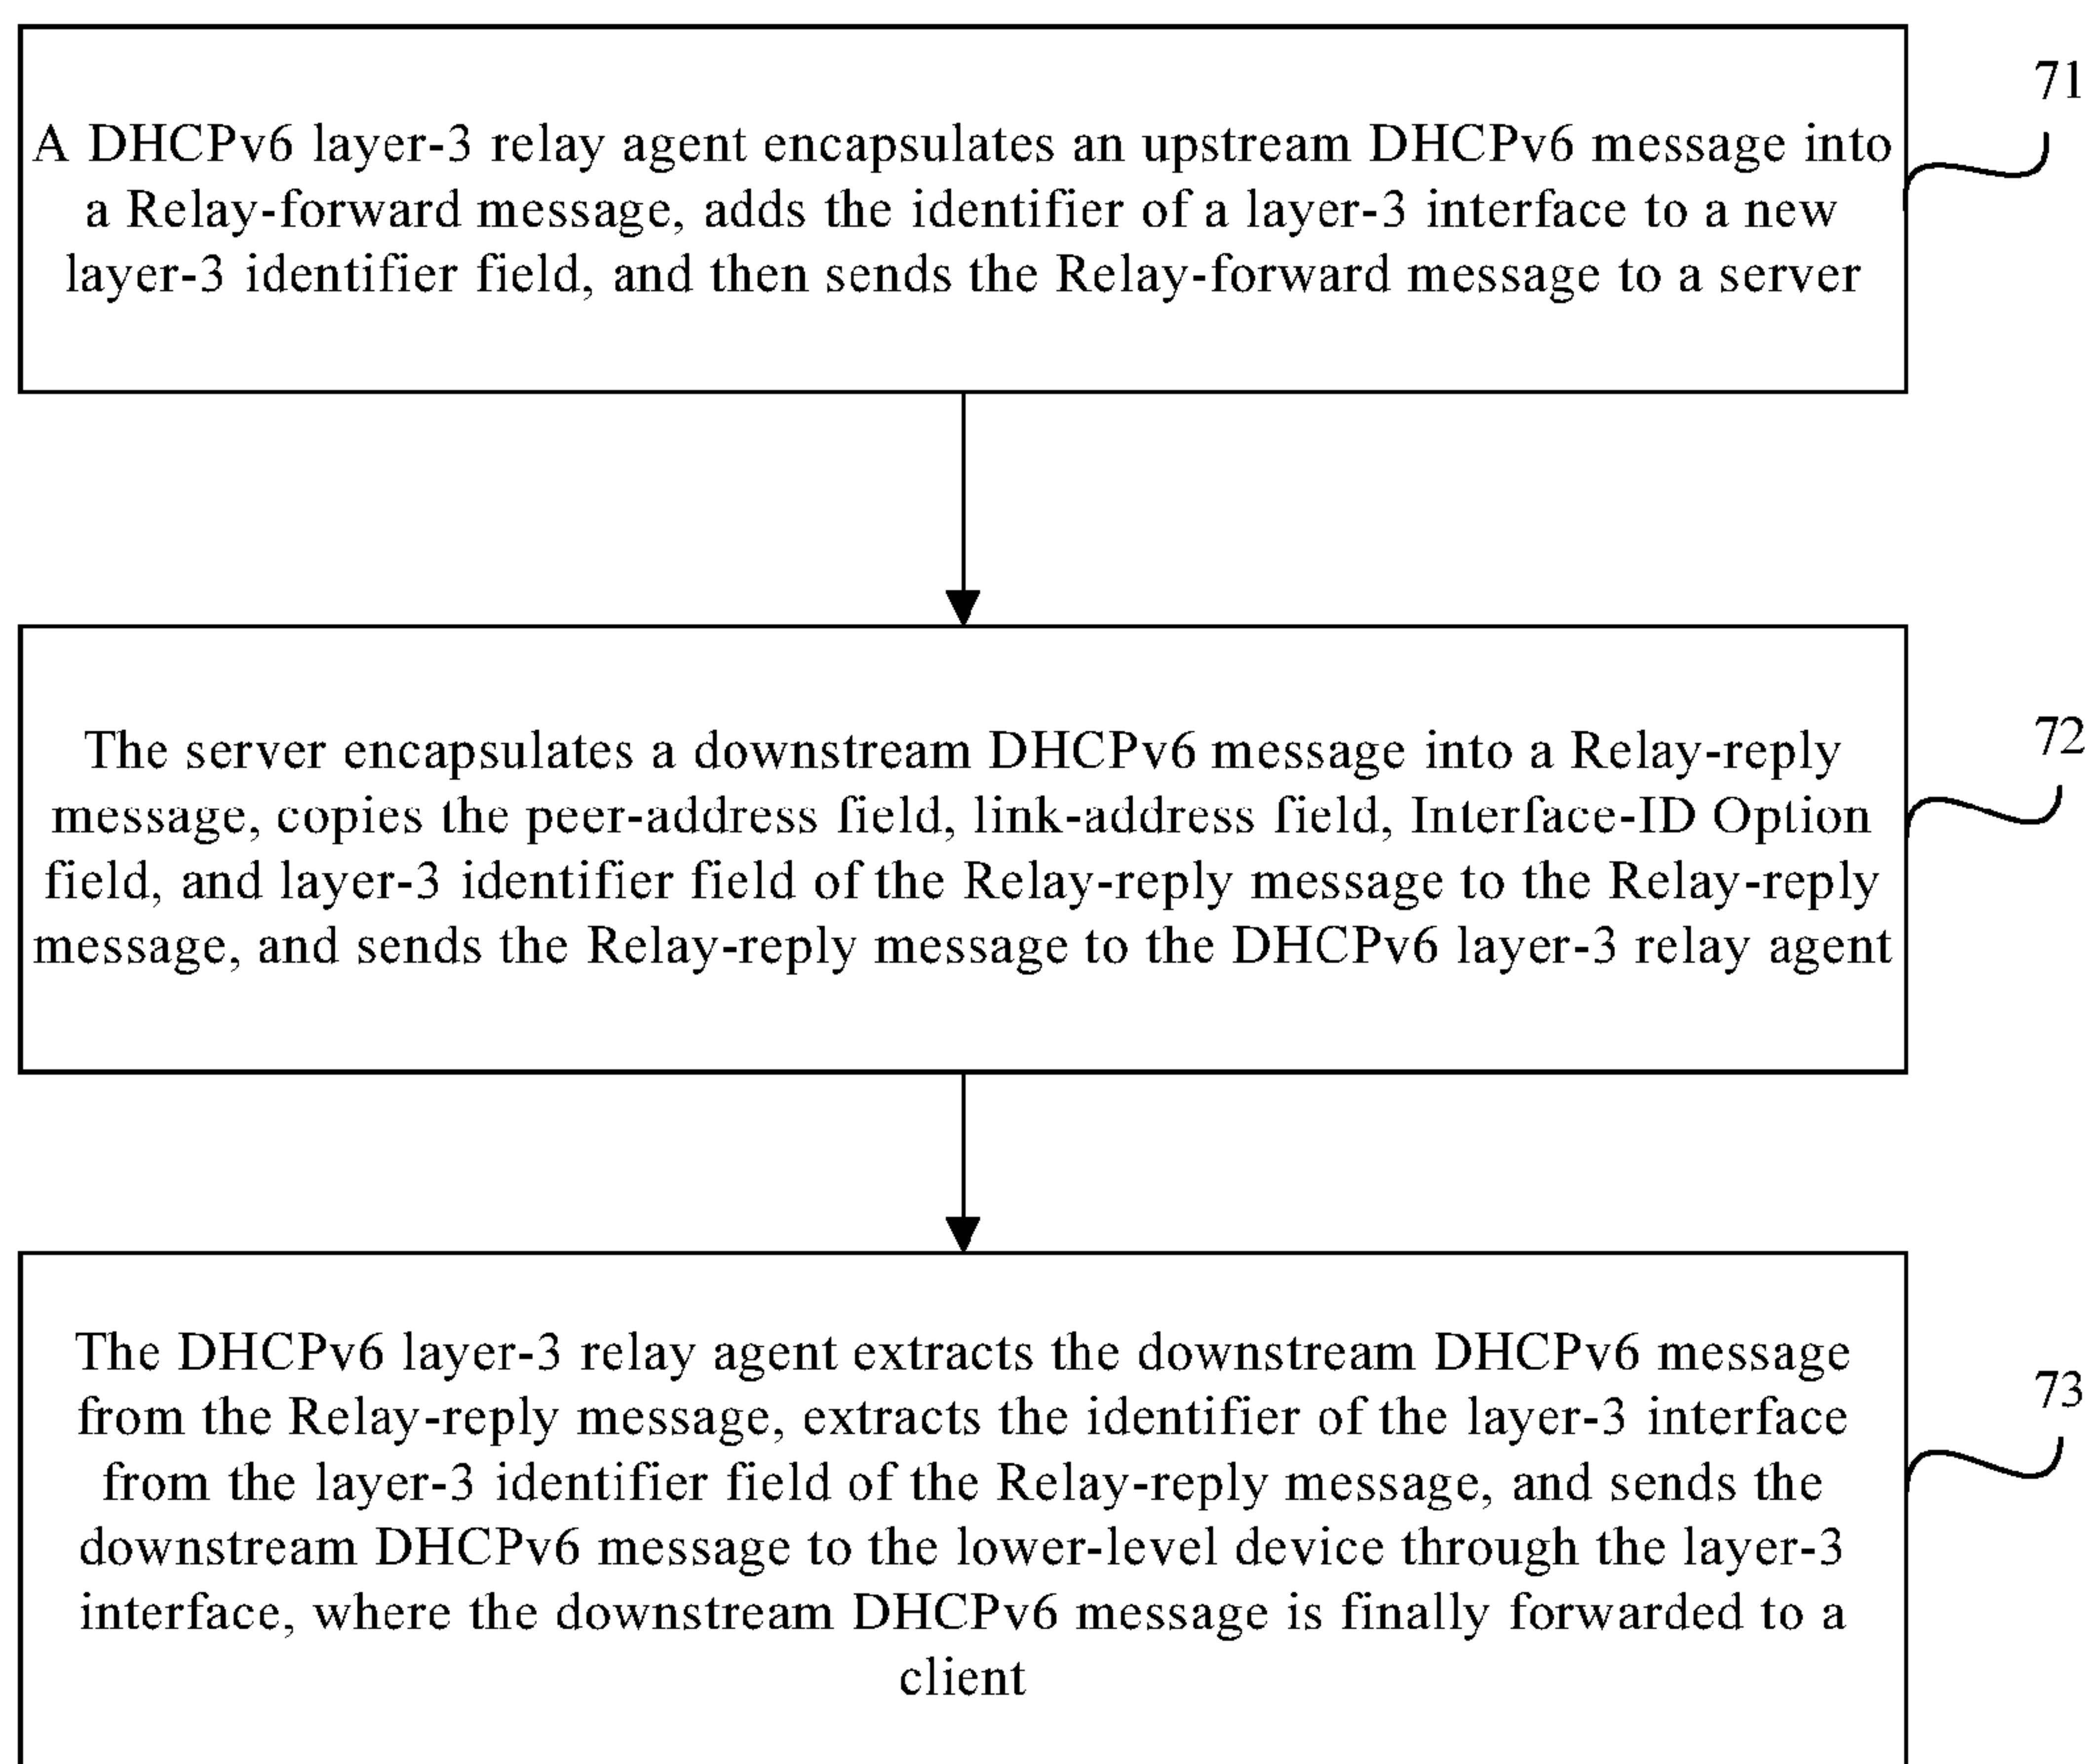 71
A DHCPv6 layer-3 relay agent encapsulates an upstream DHCPv6 message into
a Relay-forward message, adds the identifier of a layer-3 interface to a new
layer-3 identifier field, and then sends the Relay-forward message to a server
72
The server encapsulates a downstream DHCPv6 message into a Relay-reply
message, copies the peer-address field, link-address field, Interface-ID Option
field, and layer-3 identifier field of the Relay-reply message to the Relay-reply
message, and sends the Relay-reply message to the DHCPv6 layer-3 relay agent
73
The DHCPv6 layer-3 relay agent extracts the downstream DHCPv6 message
from the Relay-reply message, extracts the identifier of the layer-3 interface
from the layer-3 identifier field of the Relay-reply message, and sends the
downstream DHCPv6 message to the lower-level device through the layer-3
interface, where the downstream DHCPv6 message is finally forwarded to a
client